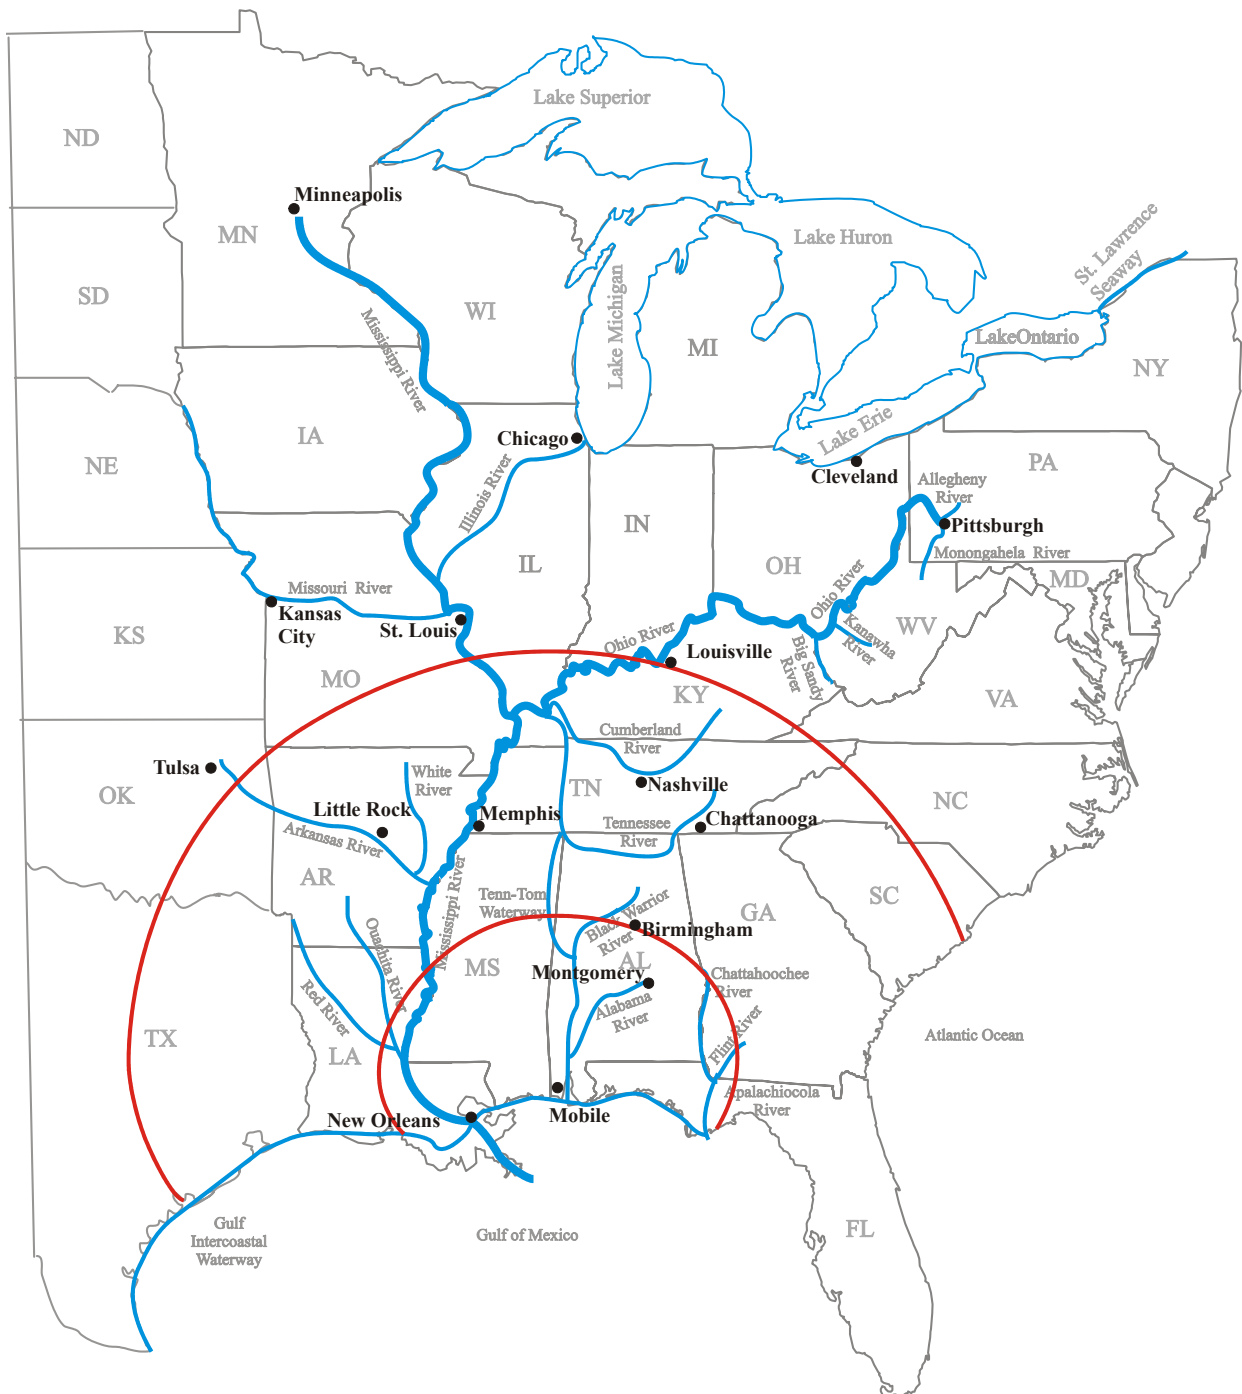 Lake Superior
ND
Minneapolis
MN
Lake Huron
St. Lawrence
Seaway
SD
WI
Lake Michigan
Mississippi River
MI
LakeOntario
NY
IA
Chicago
Lake Erie
NE
Cleveland
PA
Allegheny
River
Illinois River
IN
Pittsburgh
Monongahela River
IL
OH
MD
Missouri River
Ohio River
Kansas
City
KS
St. Louis
Ohio River
Kanawha
River
WV
Big Sandy
River
Louisville
MO
KY
VA
Cumberland
River
Tulsa
White
River
TN
Nashville
OK
NC
Little Rock
Memphis
Arkansas River
Tennessee
River
Chattanooga
AR
Mississippi River
Tenn-Tom
Waterway
Black Warrior
River
GA
SC
Birmingham
Ouachita River
MS
AL
Montgomery
Chattahoochee
River
Red River
Alabama
River
Flint River
TX
LA
Atlantic Ocean
Apalachiocola
River
New Orleans
Mobile
Gulf
Intercoastal
Waterway
Gulf of Mexico
FL